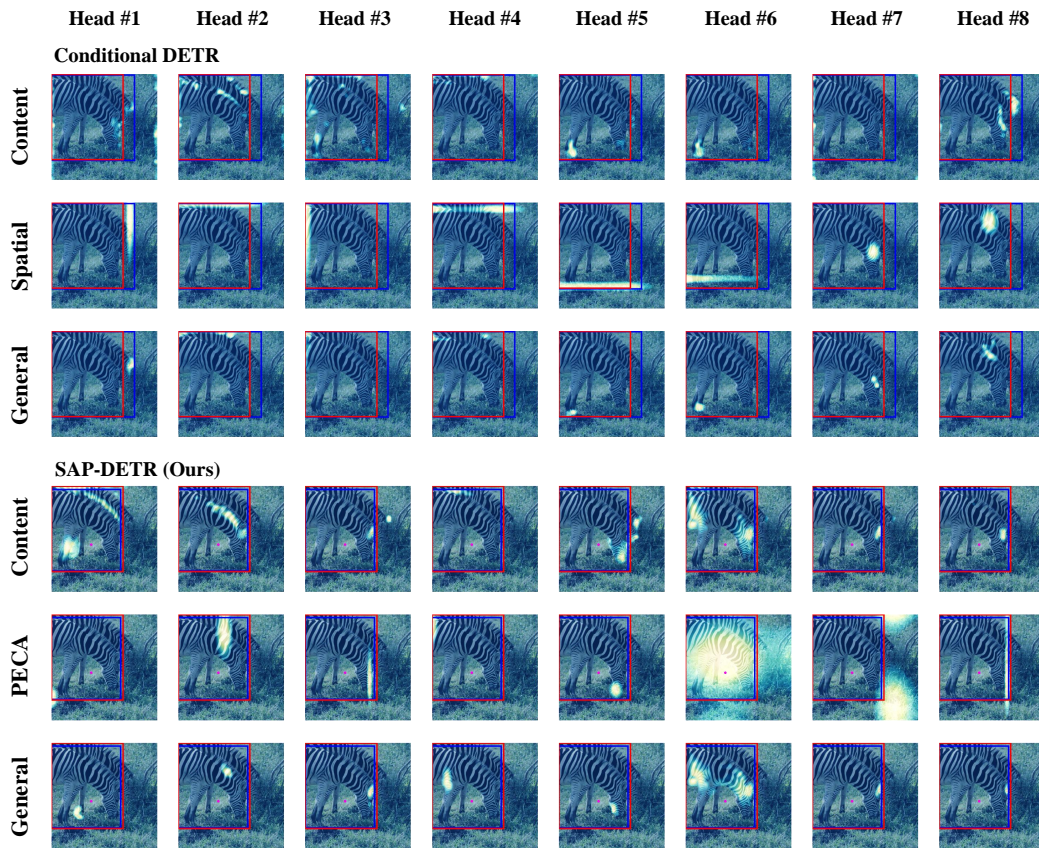 Head #1 Head #2 Head #3 Head #4 Head #5 Head #6 Head #7 Head #8
Conditional DETR
Content
Spatial
General
SAP-DETR (Ours)
Content
PECA
General